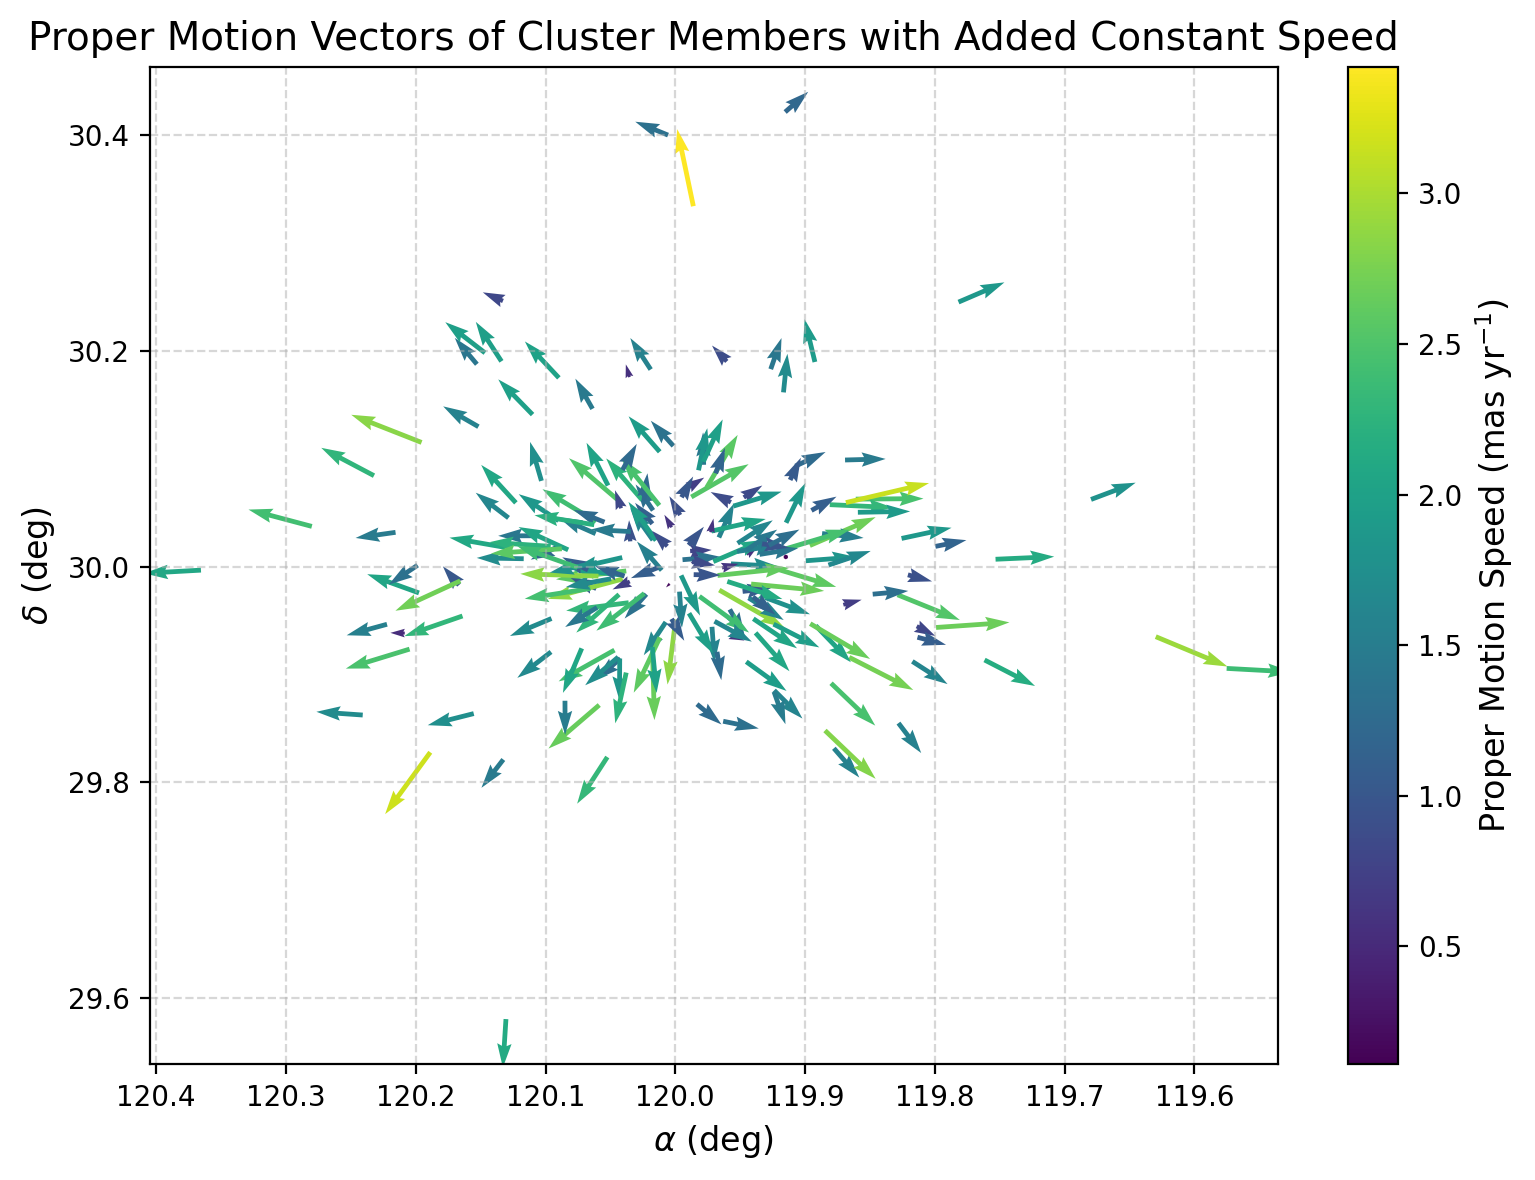 Proper Motion Vectors of Cluster Members with Added Constant Speed
30.4
30.2
30.0
29.8
29.6
δ (deg)
120.4 120.3 120.2 120.1 120.0 119.9 119.8 119.7 119.6
α (deg)
3.0
2.5
2.0
1.5
1.0
0.5
Proper Motion Speed (mas yr⁻¹)